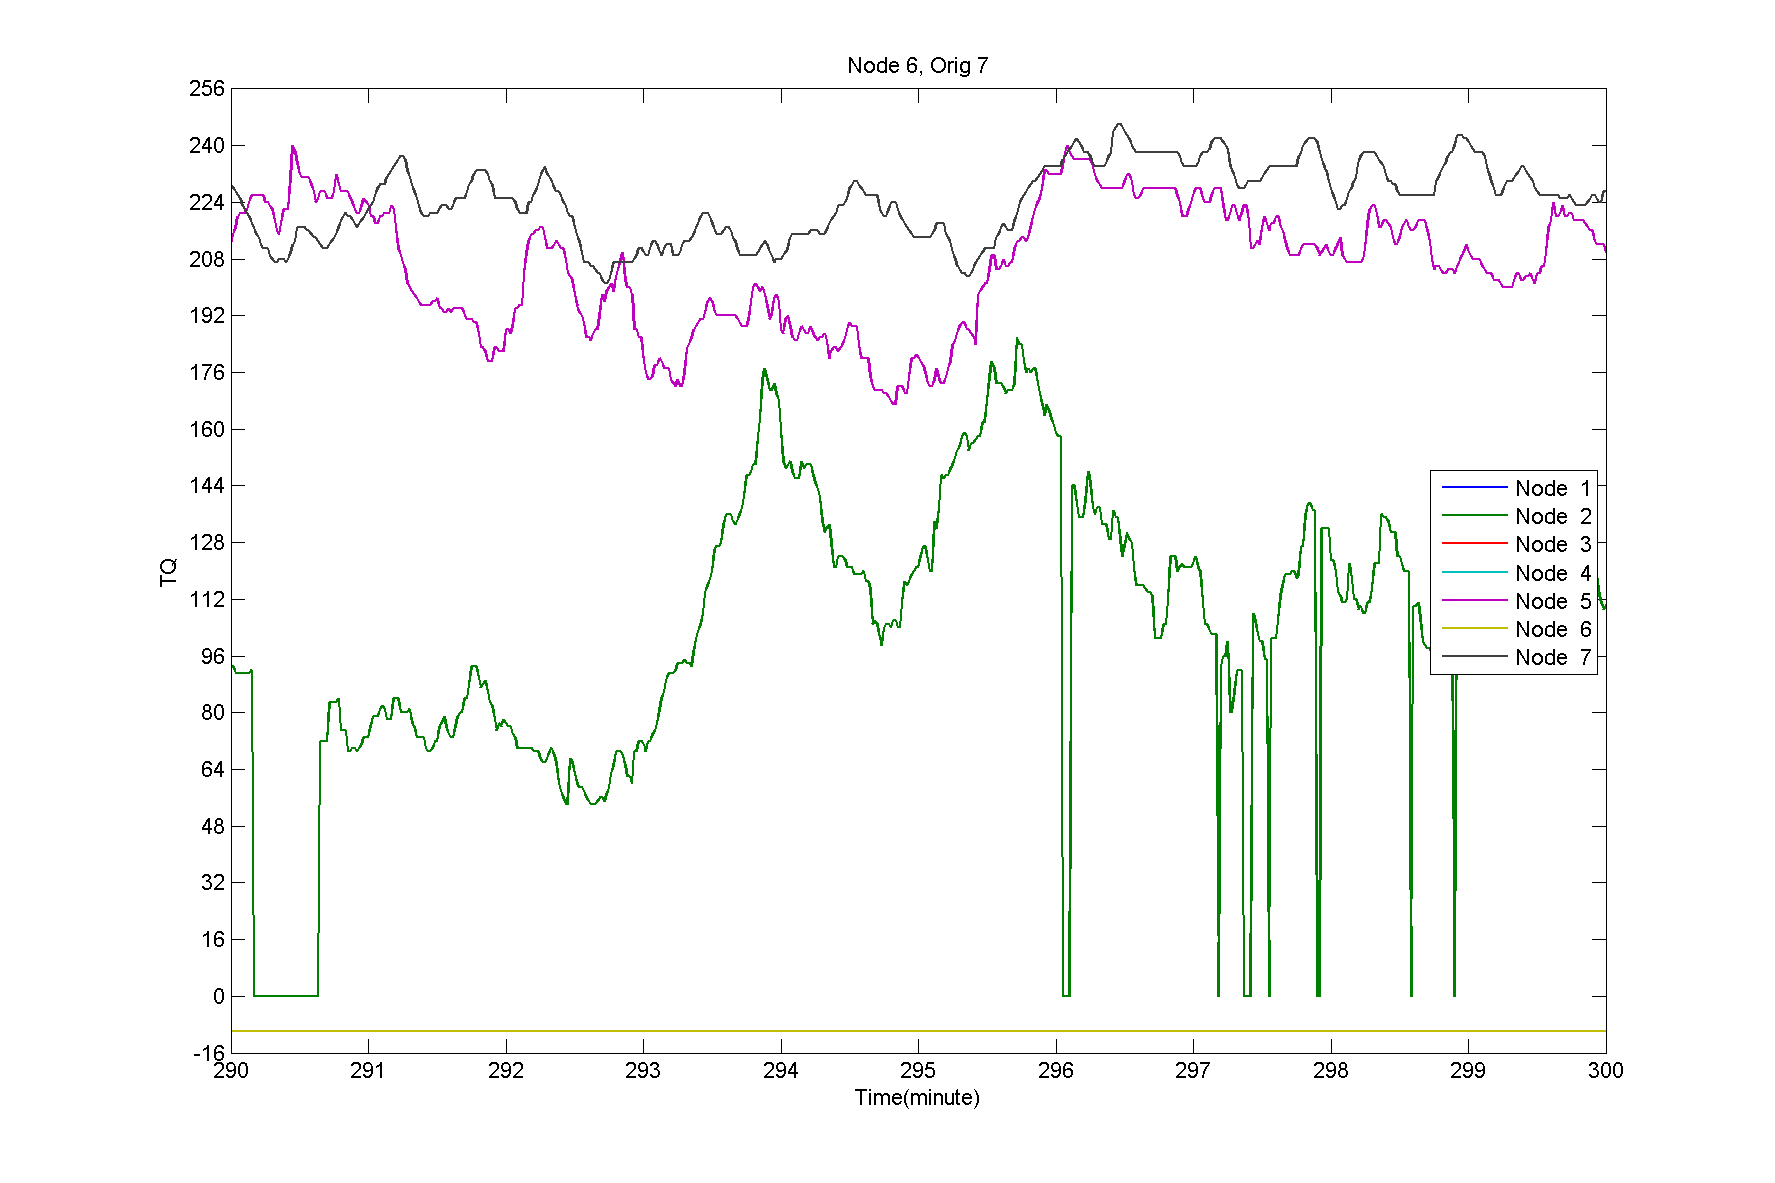 Node 6, Orig 7
256
240
224
208
192
176
160
144
128
112
96
80
64
48
32
16
0
-16
TQ
Node 1
Node 2
Node 3
Node 4
Node 5
Node 6
Node 7
290 291 292 293 294 295 296 297 298 299 300
Time(minute)